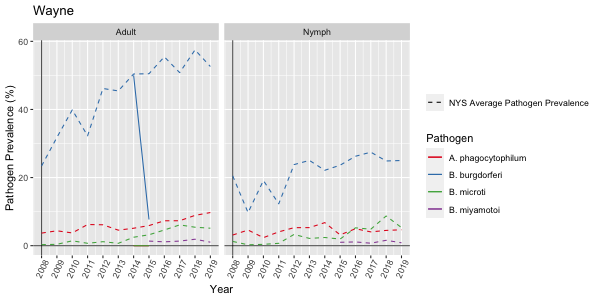 Wayne
Adult
Nymph
Pathogen Prevalence (%)
60
40
20
0
2008
2009
2010
2011
2012
2013
2014
2015
2016
2017
2018
2019
2008
2009
2010
2011
2012
2013
2014
2015
2016
2017
2018
2019
Year
NYS Average Pathogen Prevalence
Pathogen
A. phagocytophilum
B. burgdorferi
B. microti
B. miyamotoi